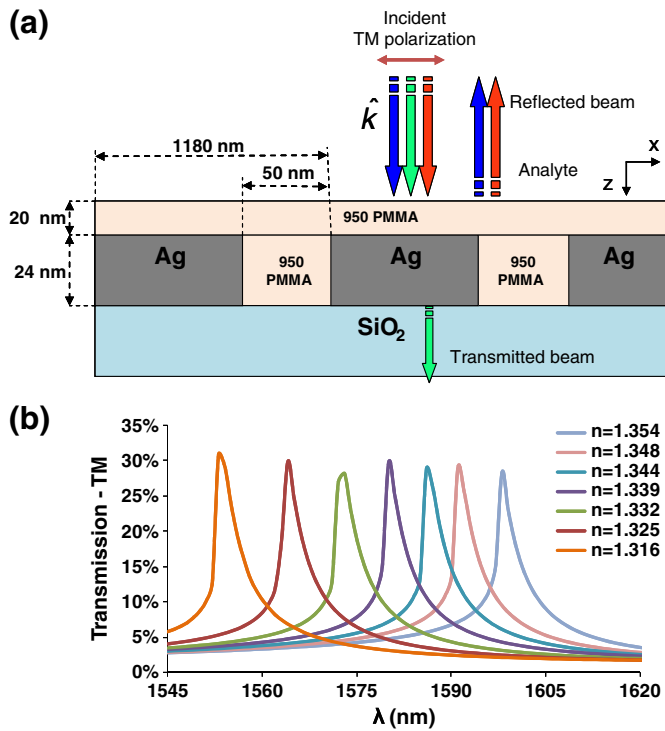 (a)
Incident
TM polarization
k̂
Reflected beam
Analyte
x
z
1180 nm
50 nm
20 nm
24 nm
950 PMMA
Ag
950
PMMA
Ag
950
PMMA
Ag
SiO₂
Transmitted beam
(b)
Transmission - TM
35%
30%
25%
20%
15%
10%
5%
0%
1545
1560
1575
1590
1605
1620
λ (nm)
n=1.354
n=1.348
n=1.344
n=1.339
n=1.332
n=1.325
n=1.316